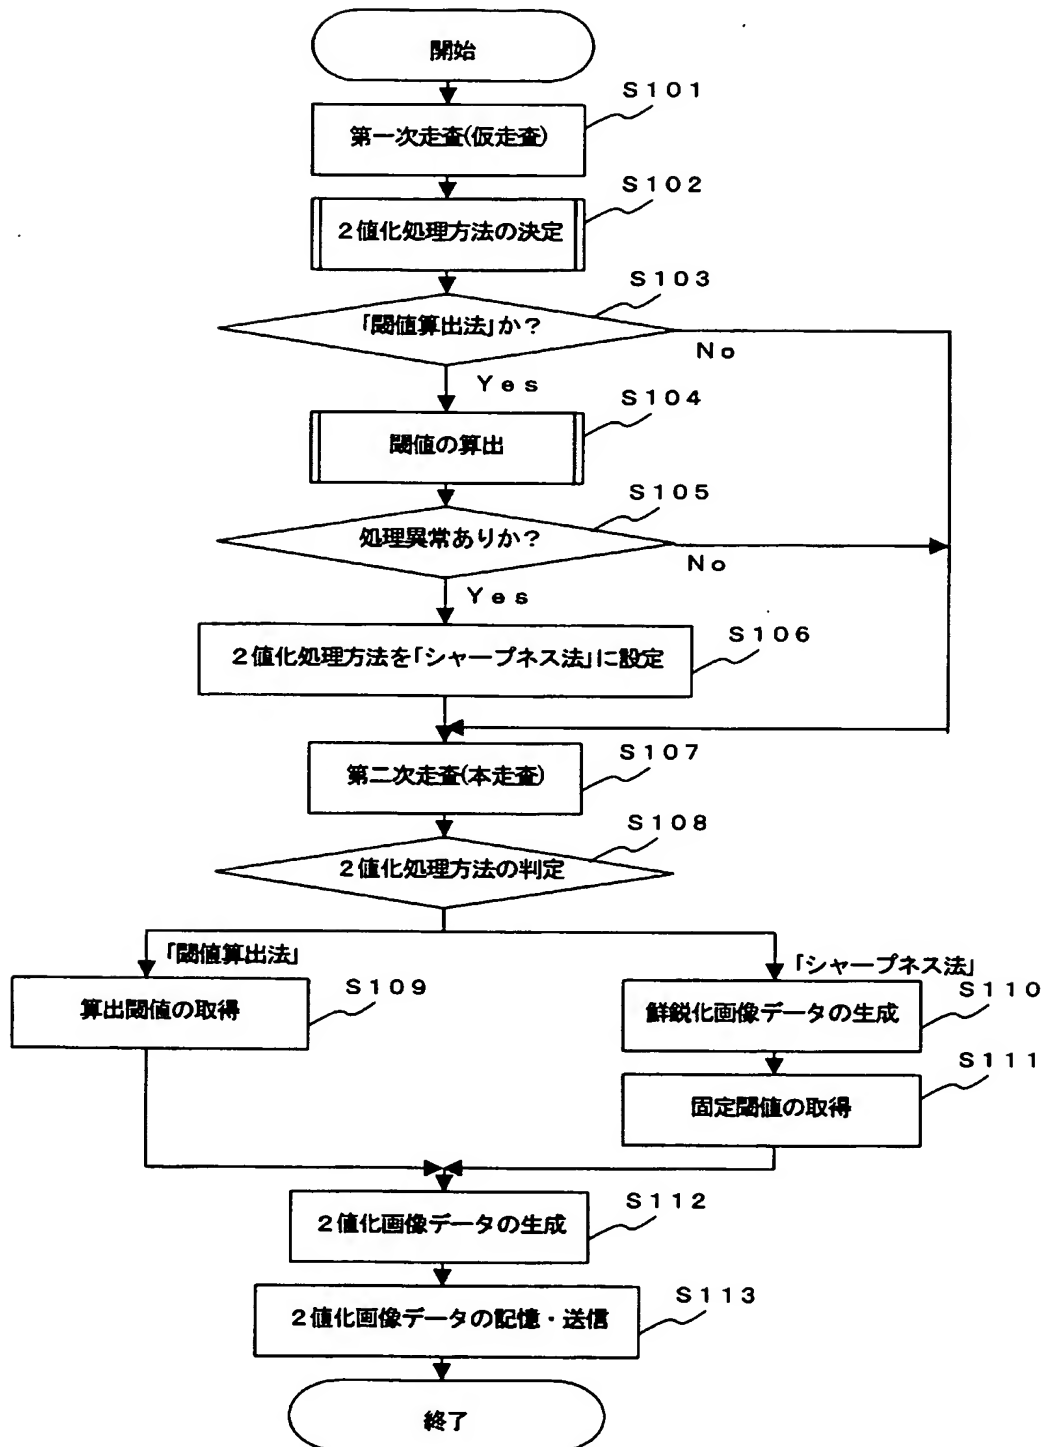 開始
S101
第一次走査(仮走査)
S102
2値化処理方法の決定
S103
「閾値算出法」か?
No
Yes
S104
閾値の算出
S105
処理異常ありか?
No
Yes
S106
2値化処理方法を「シャープネス法」に設定
S107
第二次走査(本走査)
S108
2値化処理方法の判定
「閾値算出法」
「シャープネス法」
S109
算出閾値の取得
S110
鮮鋭化画像データの生成
S111
固定閾値の取得
S112
2値化画像データの生成
S113
2値化画像データの記憶・送信
終了